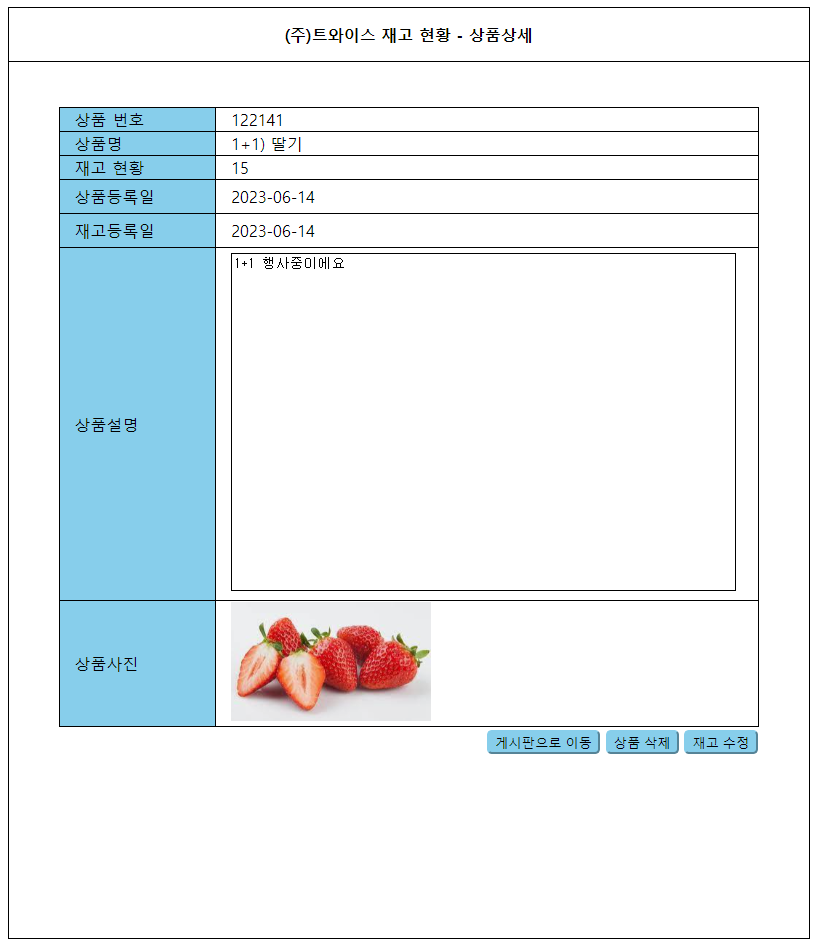 (주)트와이스 재고 현황 - 상품상세
상품 번호 122141
상품명 1+1) 딸기
재고 현황 15
상품등록일 2023-06-14
재고등록일 2023-06-14
상품설명 1+1 행사중이에요
상품사진
게시판으로 이동 상품 삭제 재고 수정